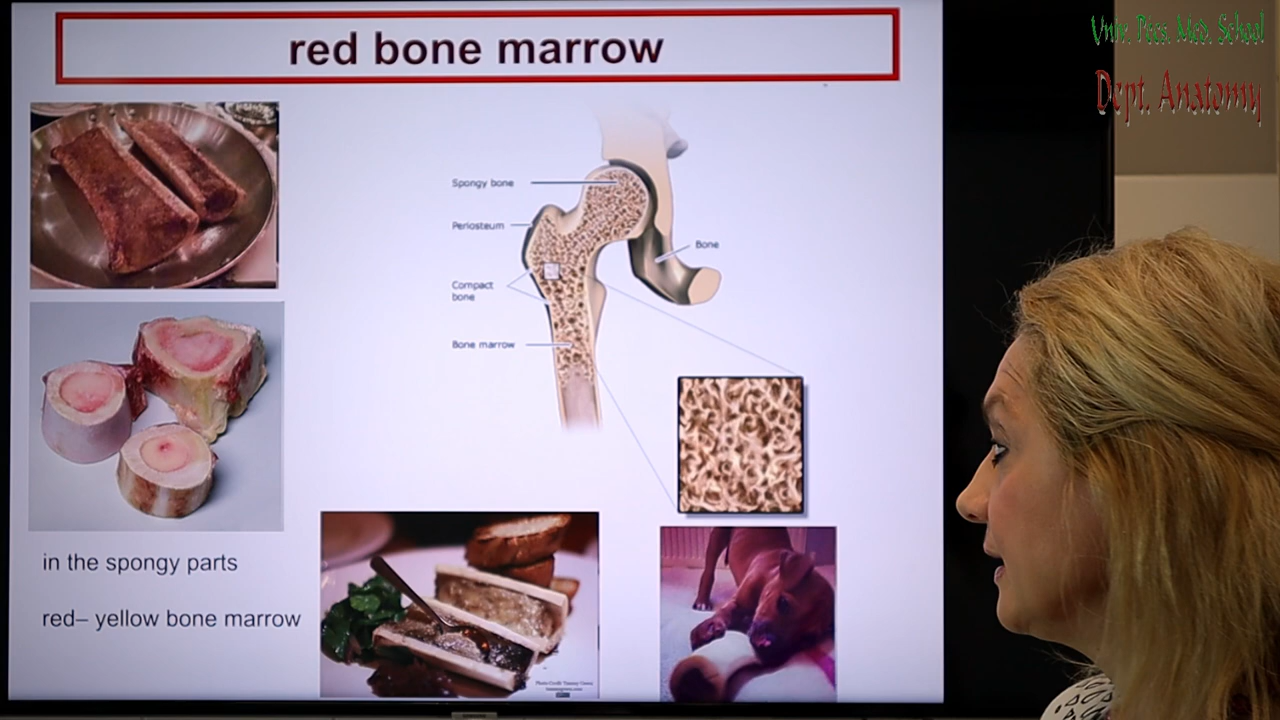 Univ. Pécs. Med. School
Dept. Anatomy
red bone marrow
Spongy bone
Periosteum
Bone
Compact
bone
Bone marrow
in the spongy parts
red– yellow bone marrow